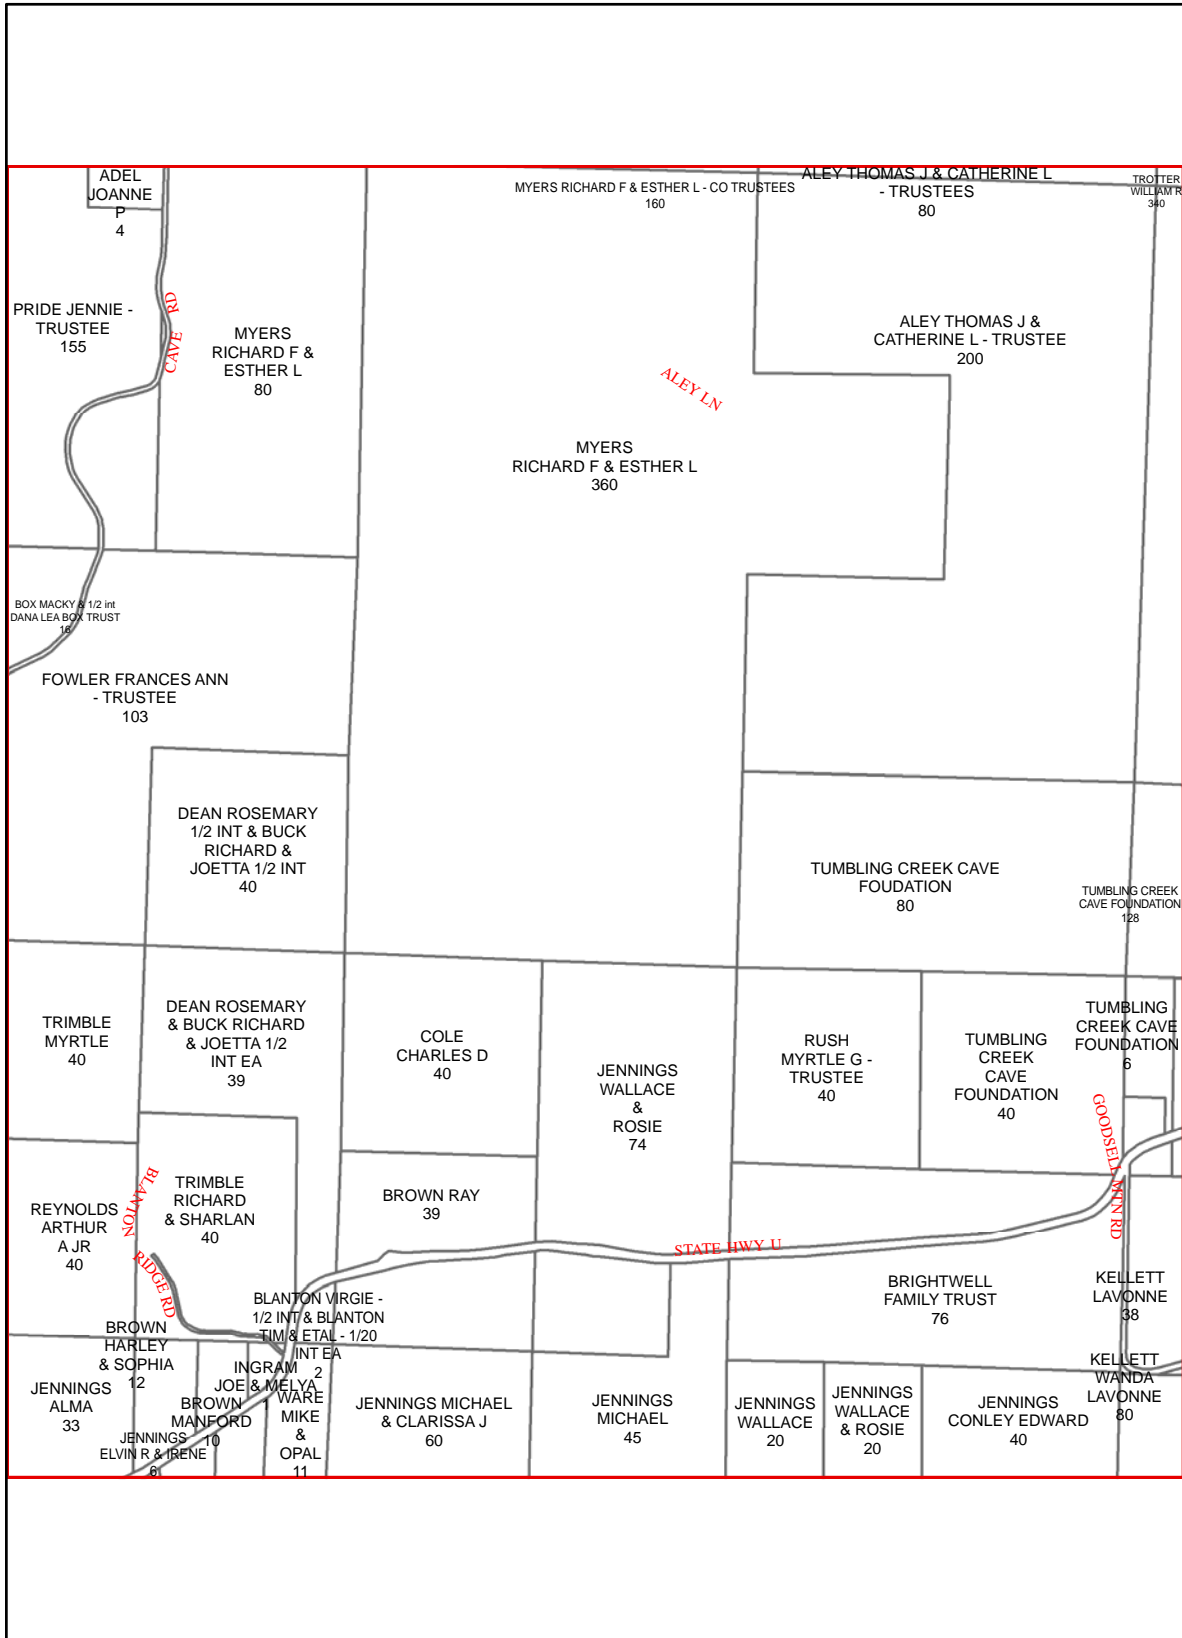 ADEL
JOANNE
P
4
MYERS RICHARD F & ESTHER L - CO TRUSTEES
160
ALEY THOMAS J & CATHERINE L
- TRUSTEES
80
TROTTER
WILLIAM R
340
PRIDE JENNIE -
TRUSTEE
155
CAVE RD
MYERS
RICHARD F &
ESTHER L
80
ALEY THOMAS J &
CATHERINE L - TRUSTEE
200
ALEY LN
MYERS
RICHARD F & ESTHER L
360
BOX MACKY & 1/2 int
DANA LEA BOX TRUST
16
FOWLER FRANCES ANN
- TRUSTEE
103
DEAN ROSEMARY
1/2 INT & BUCK
RICHARD &
JOETTA 1/2 INT
40
TUMBLING CREEK CAVE
FOUDATION
80
TUMBLING CREEK
CAVE FOUNDATION
128
TRIMBLE
MYRTLE
40
DEAN ROSEMARY
& BUCK RICHARD
& JOETTA 1/2
INT EA
39
COLE
CHARLES D
40
JENNINGS
WALLACE
&
ROSIE
74
RUSH
MYRTLE G -
TRUSTEE
40
TUMBLING
CREEK
CAVE
FOUNDATION
40
TUMBLING
CREEK CAVE
FOUNDATION
6
GOODSELL MTN RD
REYNOLDS
ARTHUR
A JR
40
BLANTON
RIDGE RD
TRIMBLE
RICHARD
& SHARLAN
40
BROWN RAY
39
STATE HWY U
BRIGHTWELL
FAMILY TRUST
76
KELLETT
LAVONNE
38
BLANTON VIRGIE -
1/2 INT & BLANTON
TIM & ETAL - 1/20
INT EA
2
BROWN
HARLEY
& SOPHIA
12
INGRAM
JOE & MELYA
1
JENNINGS
ALMA
33
BROWN
MANFORD
10
JENNINGS
ELVIN R & IRENE
6
WARE
MIKE
&
OPAL
11
JENNINGS MICHAEL
& CLARISSA J
60
JENNINGS
MICHAEL
45
JENNINGS
WALLACE
20
JENNINGS
WALLACE
& ROSIE
20
JENNINGS
CONLEY EDWARD
40
KELLETT
WANDA
LAVONNE
80